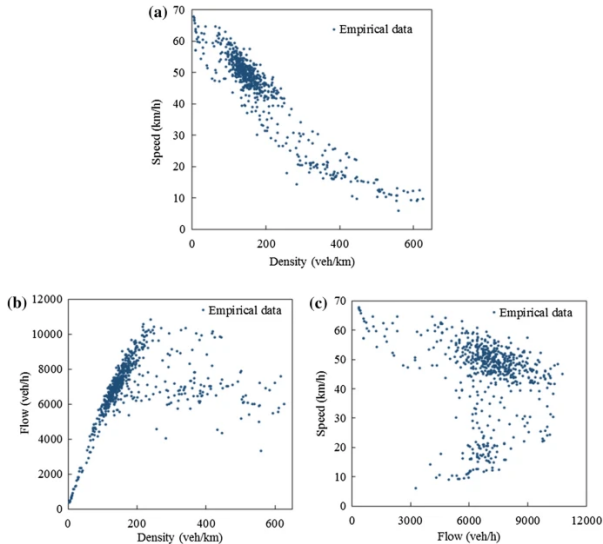 (a)
70
60
50
40
30
20
10
0
Speed (km/h)
Empirical data
0 200 400 600
Density (veh/km)
(b)
12000
10000
8000
6000
4000
2000
0
Flow (veh/h)
Empirical data
0 200 400 600
Density (veh/km)
(c)
70
60
50
40
30
20
10
0
Speed (km/h)
Empirical data
0 3000 6000 9000 12000
Flow (veh/h)